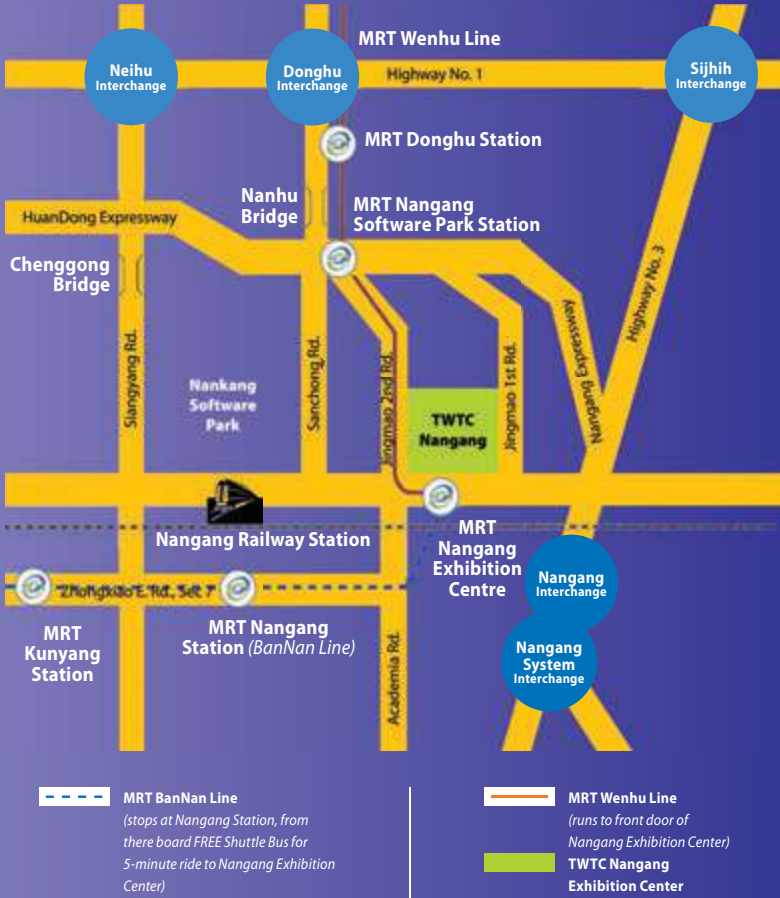 MRT Wenhu Line
Neihu
Interchange
Donghu
Interchange
Highway No. 1
Sijhih
Interchange
MRT Donghu Station
Nanhu
Bridge
MRT Nangang
Software Park Station
HuanDong Expressway
Chenggong
Bridge
Highway No. 3
Nangang Expressway
Siangyang Rd.
Sanchong Rd.
Jingmao 2nd Rd.
Jingmao 1st Rd.
Nankang
Software
Park
TWTC
Nangang
Nangang Railway Station
MRT
Nangang
Exhibition
Centre
Nangang
Interchange
Zhongxiao E. Rd., Sec 7
MRT
Kunyang
Station
MRT Nangang
Station (BanNan Line)
Academia Rd.
Nangang
System
Interchange
MRT BanNan Line
(stops at Nangang Station, from
there board FREE Shuttle Bus for
5-minute ride to Nangang Exhibition
Center)
MRT Wenhu Line
(runs to front door of
Nangang Exhibition Center)
TWTC Nangang
Exhibition Center